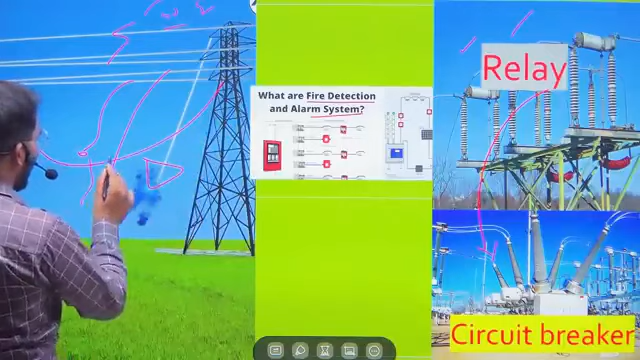 What are Fire Detection
and Alarm System?
Relay
Circuit breaker